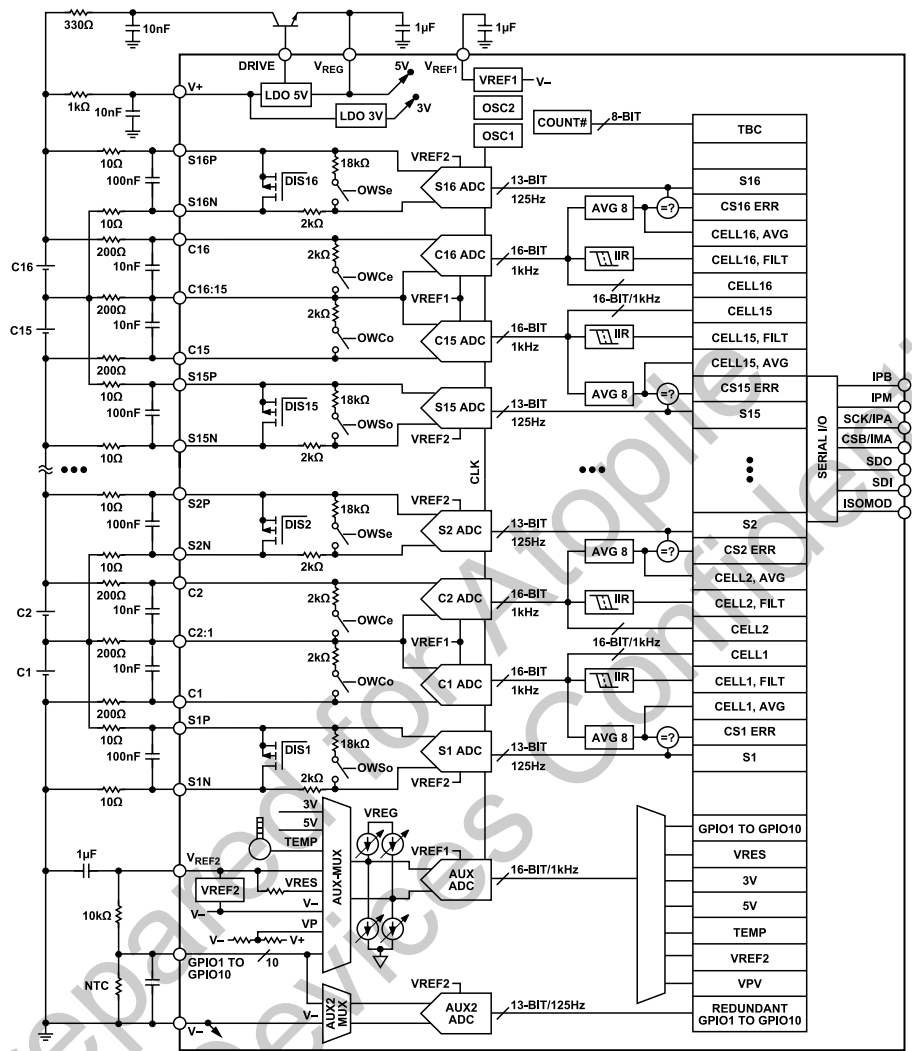 330Ω
10nF
1µF
1µF
DRIVE
VREG
VREF1
5V
V+
LDO 5V
VREF1
V–
1kΩ
10nF
LDO 3V
3V
OSC2
OSC1
COUNT#
8-BIT
TBC
10Ω
100nF
S16P
DIS16
18kΩ
OWSe
VREF2
S16 ADC
13-BIT
125Hz
S16
S16N
10Ω
2kΩ
AVG 8
=?
CS16 ERR
CELL16, AVG
200Ω
10nF
C16
2kΩ
OWCe
C16 ADC
16-BIT
1kHz
IIR
CELL16, FILT
C16
CELL16
C16:15
VREF1
16-BIT/1kHz
200Ω
10nF
2kΩ
OWCo
CELL15
C15
C15 ADC
16-BIT
1kHz
IIR
CELL15, FILT
C15
200Ω
CELL15, AVG
S15P
10Ω
100nF
DIS15
18kΩ
OWSo
S15 ADC
13-BIT
125Hz
AVG 8
=?
CS15 ERR
S15
VREF2
S15N
10Ω
2kΩ
SERIAL I/O
IPB
IPM
SCK/IPA
CSB/IMA
SDO
SDI
ISOMOD
CLK
S2P
10Ω
100nF
DIS2
18kΩ
OWSe
VREF2
S2 ADC
13-BIT
125Hz
S2
S2N
10Ω
2kΩ
AVG 8
=?
CS2 ERR
CELL2, AVG
200Ω
10nF
C2
2kΩ
OWCe
C2 ADC
16-BIT
1kHz
IIR
CELL2, FILT
C2
CELL2
C2:1
VREF1
16-BIT/1kHz
200Ω
10nF
2kΩ
OWCo
CELL1
C1
C1 ADC
16-BIT
1kHz
IIR
CELL1, FILT
C1
200Ω
CELL1, AVG
S1P
10Ω
100nF
DIS1
18kΩ
OWSo
S1 ADC
13-BIT
125Hz
AVG 8
=?
CS1 ERR
S1
VREF2
S1N
10Ω
2kΩ
3V
5V
TEMP
AUX-MUX
VREG
1µF
VREF2
VREF2
VRES
V–
V–
VREF1
AUX ADC
16-BIT/1kHz
GPIO1 TO GPIO10
VRES
3V
5V
TEMP
VREF2
VPV
10kΩ
VP
V–
V+
GPIO1 TO
GPIO10
10
NTC
V–
V–
AUX2 MUX
VREF2
AUX2 ADC
13-BIT/125Hz
REDUNDANT
GPIO1 TO GPIO10